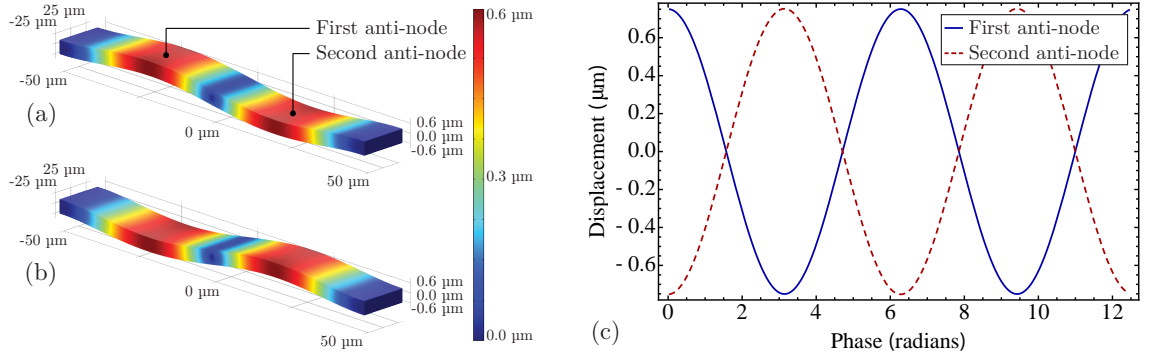 25 µm
-25 µm
-50 µm
0 µm
50 µm
0.6 µm
0.0 µm
-0.6 µm
First anti-node
Second anti-node
(a)
25 µm
-25 µm
-50 µm
0 µm
50 µm
0.6 µm
0.0 µm
-0.6 µm
(b)
0.6 µm
0.3 µm
0.0 µm
Displacement (µm)
0.6
0.4
0.2
0.0
- 0.2
- 0.4
- 0.6
0 2 4 6 8 10 12
Phase (radians)
First anti-node
Second anti-node
(c)